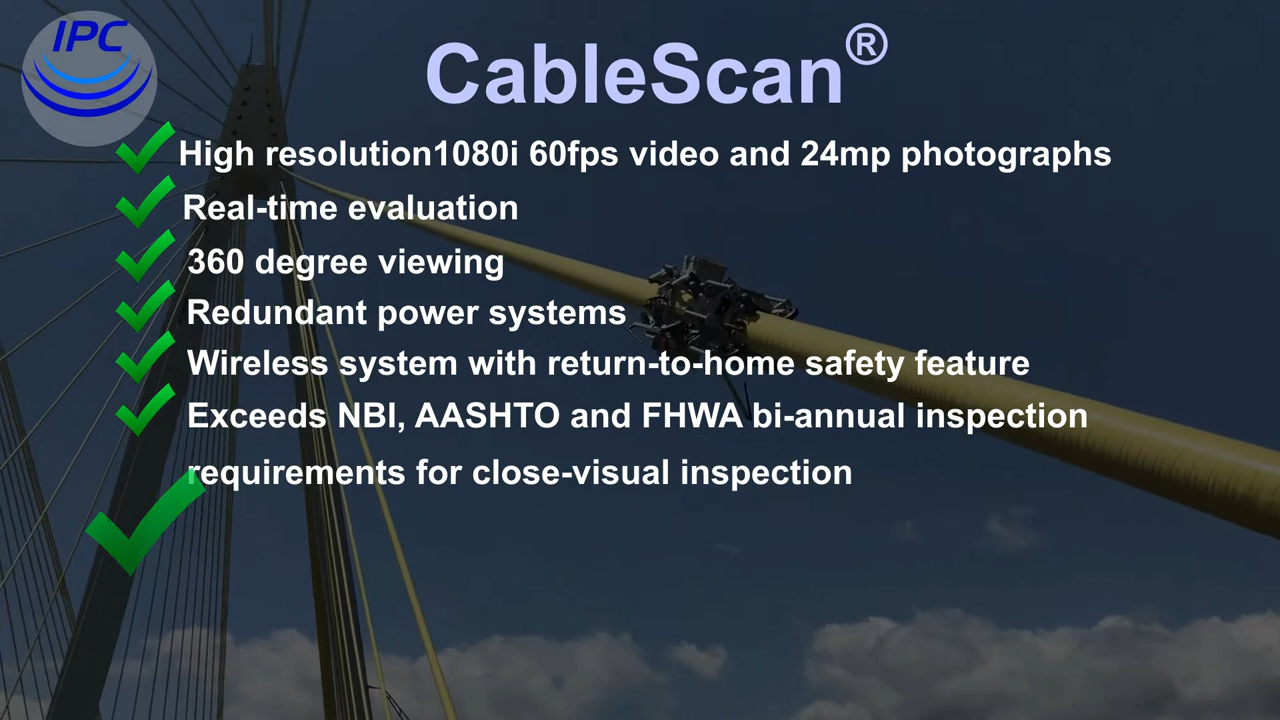 IPC
CableScan®
High resolution1080i 60fps video and 24mp photographs
Real-time evaluation
360 degree viewing
Redundant power systems
Wireless system with return-to-home safety feature
Exceeds NBI, AASHTO and FHWA bi-annual inspection
requirements for close-visual inspection